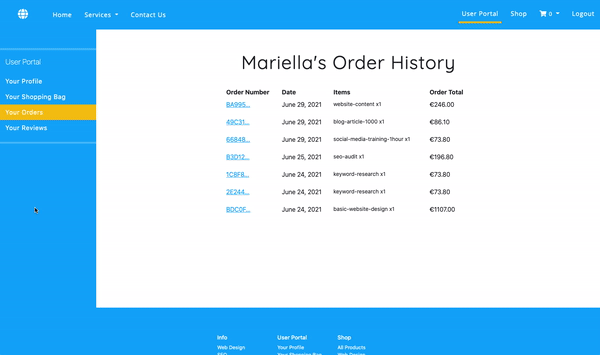 Home Services Contact Us User Portal Shop 0 Logout
User Portal
Your Profile
Your Shopping Bag
Your Orders
Your Reviews
Mariella's Order History
Order Number Date Items Order Total
BA995... June 29, 2021 website-content x1 €246.00
49C31... June 29, 2021 blog-article-1000 x1 €86.10
66848... June 29, 2021 social-media-training-1hour x1 €73.80
B3D12... June 25, 2021 seo-audit x1 €196.80
1C8F8... June 24, 2021 keyword-research x1 €73.80
2E244... June 24, 2021 keyword-research x1 €73.80
BDC0F... June 24, 2021 basic-website-design x1 €1107.00
Info User Portal Shop
Web Design Your Profile All Products
SEO Your Shopping Bag Web Design